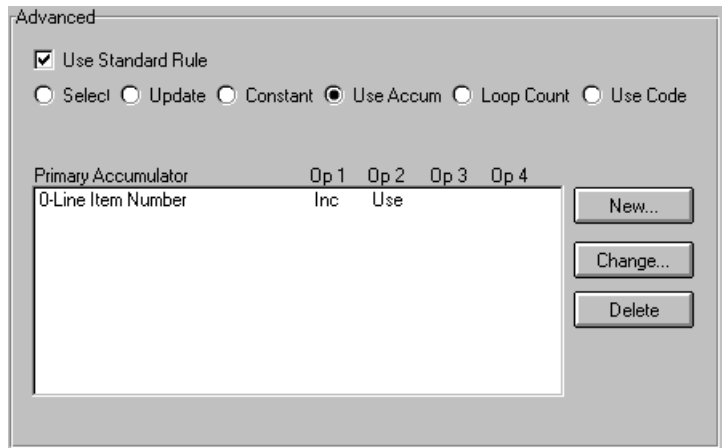 Advanced
Use Standard Rule
Select Update Constant Use Accum Loop Count Use Code
Primary Accumulator Op 1 Op 2 Op 3 Op 4
0-Line Item Number Inc Use
New...
Change...
Delete